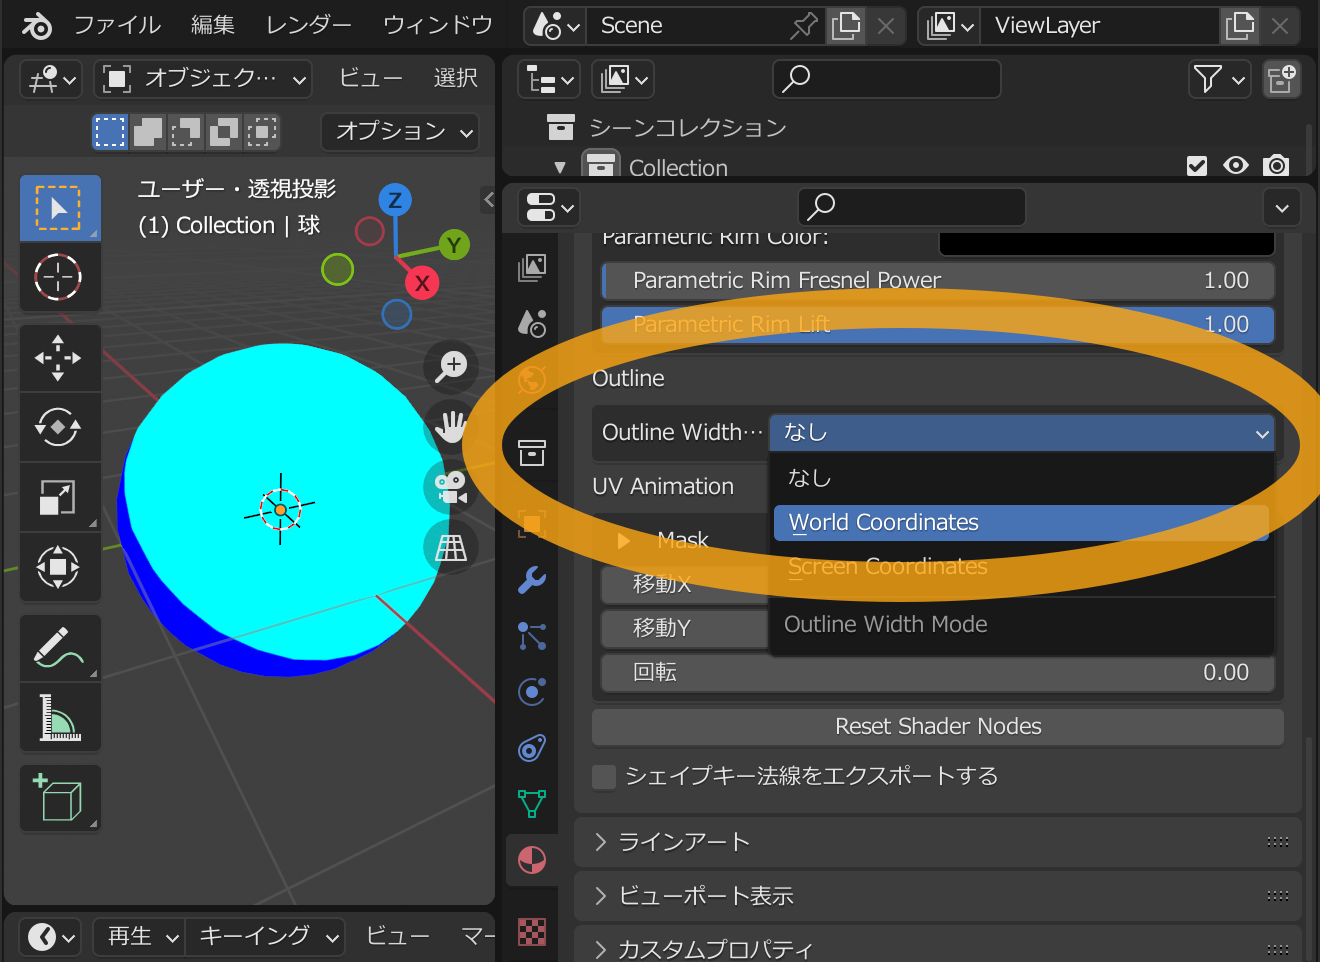 ファイル 編集 レンダー ウィンドウ Scene ViewLayer
オブジェク… ビュー 選択
オプション
シーンコレクション
Collection
ユーザー・透視投影
(1) Collection | 球
Z
Y
X
Parametric Rim Color:
Parametric Rim Fresnel Power 1.00
Parametric Rim Lift 1.00
Outline
Outline Width… なし
なし
UV Animation
World Coordinates
Mask
Screen Coordinates
移動X
移動Y
Outline Width Mode
回転 0.00
Reset Shader Nodes
シェイプキー法線をエクスポートする
ラインアート
ビューポート表示
再生 キーイング ビュー マー
カスタムプロパティ